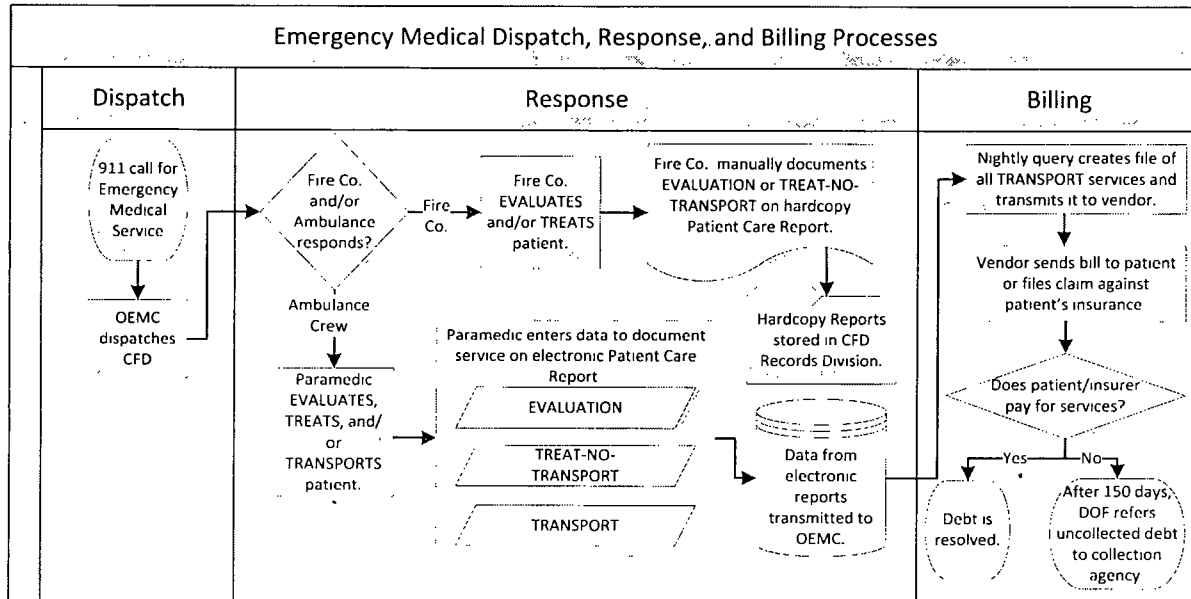 Emergency Medical Dispatch, Response, and Billing Processes
Dispatch
Response
Billing
911 call for
Emergency
Medical
Service
OEMC
dispatches
CFD
Fire Co.
and/or
Ambulance
responds?
Fire
Co.
Fire Co.
EVALUATES
and/or TREATS
patient.
Fire Co. manually documents
EVALUATION or TREAT-NO-
TRANSPORT on hardcopy
Patient Care Report.
Hardcopy Reports
stored in CFD
Records Division.
Ambulance
Crew
Paramedic
EVALUATES,
TREATS, and/
or
TRANSPORTS
patient.
Paramedic enters data to document
service on electronic Patient Care
Report
EVALUATION
TREAT-NO-
TRANSPORT
TRANSPORT
Data from
electronic
reports
transmitted to
OEMC.
Nightly query creates file of
all TRANSPORT services and
transmits it to vendor.
Vendor sends bill to patient
or files claim against
patient's insurance
Does patient/insurer
pay for services?
Yes
No
Debt is
resolved.
After 150 days,
DOF refers
uncollected debt
to collection
agency